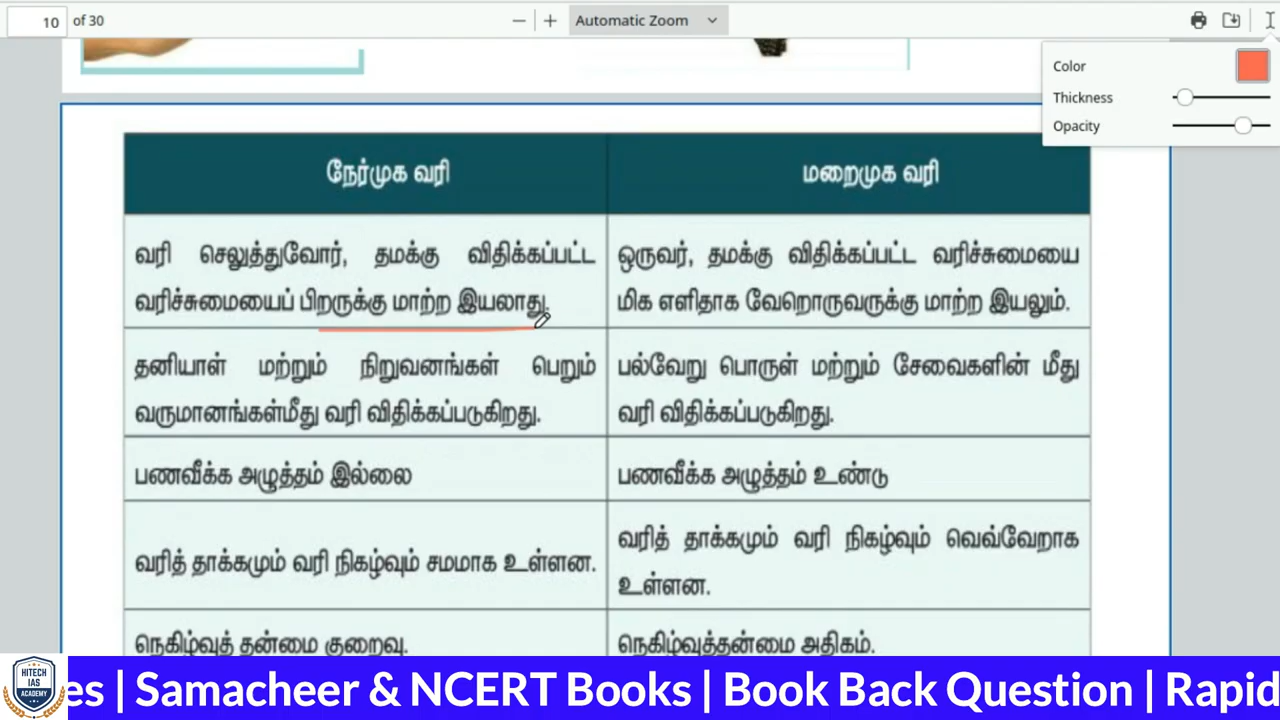 10 of 30
Automatic Zoom
Color
Thickness
Opacity
நேர்முக வரி
மறைமுக வரி
வரி செலுத்துவோர், தமக்கு விதிக்கப்பட்ட
வரிச்சுமையைப் பிறருக்கு மாற்ற இயலாது.
ஒருவர், தமக்கு விதிக்கப்பட்ட வரிச்சுமையை
மிக எளிதாக வேறொருவருக்கு மாற்ற இயலும்.
தனியாள் மற்றும் நிறுவனங்கள் பெறும்
வருமானங்கள்மீது வரி விதிக்கப்படுகிறது.
பல்வேறு பொருள் மற்றும் சேவைகளின் மீது
வரி விதிக்கப்படுகிறது.
பணவீக்க அழுத்தம் இல்லை
பணவீக்க அழுத்தம் உண்டு
வரித் தாக்கமும் வரி நிகழ்வும் சமமாக உள்ளன.
வரித் தாக்கமும் வரி நிகழ்வும் வெவ்வேறாக
உள்ளன.
நெகிழ்வுத் தன்மை குறைவு.
நெகிழ்வுத்தன்மை அதிகம்.
HITECH
IAS
ACADEMY
es | Samacheer & NCERT Books | Book Back Question | Rapid